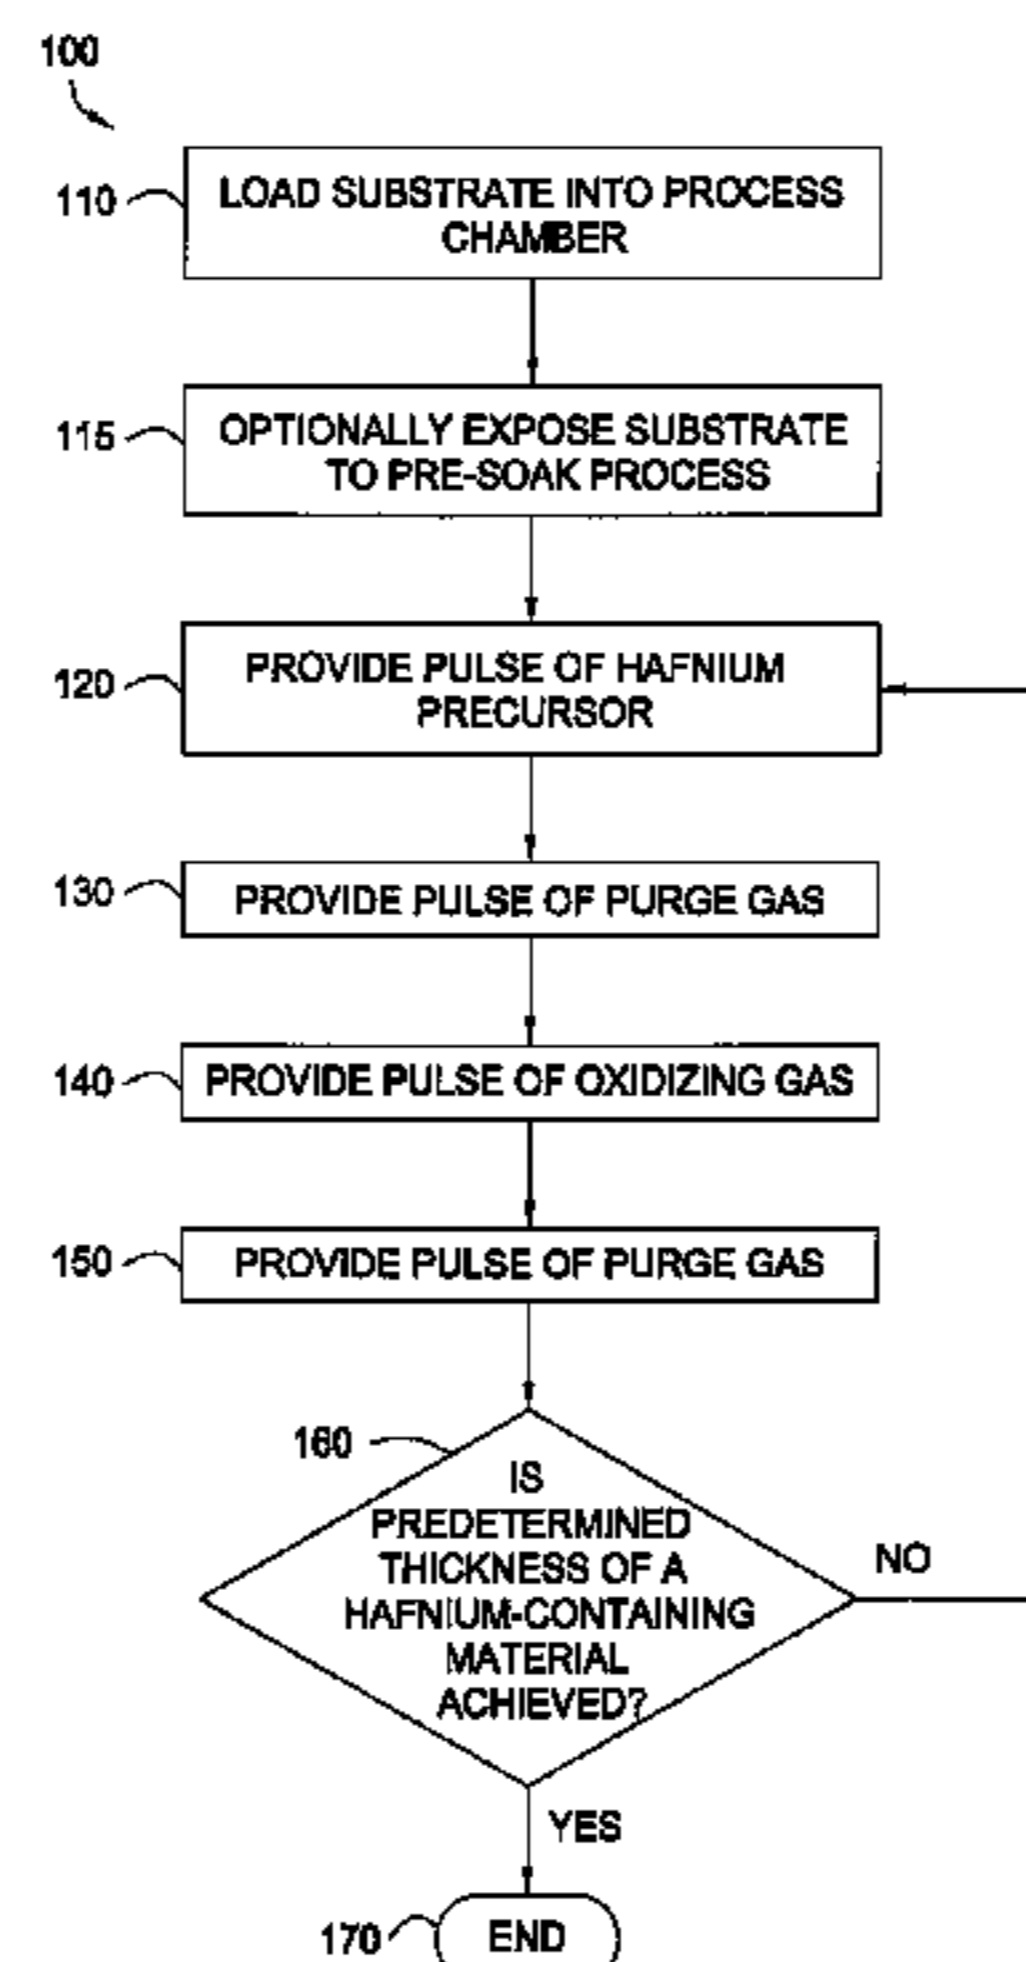 100
110
LOAD SUBSTRATE INTO PROCESS
CHAMBER
115
OPTIONALLY EXPOSE SUBSTRATE
TO PRE-SOAK PROCESS
120
PROVIDE PULSE OF HAFNIUM
PRECURSOR
130
PROVIDE PULSE OF PURGE GAS
140
PROVIDE PULSE OF OXIDIZING GAS
150
PROVIDE PULSE OF PURGE GAS
160
IS
PREDETERMINED
THICKNESS OF A
HAFNIUM-CONTAINING
MATERIAL
ACHIEVED?
NO
YES
170
END